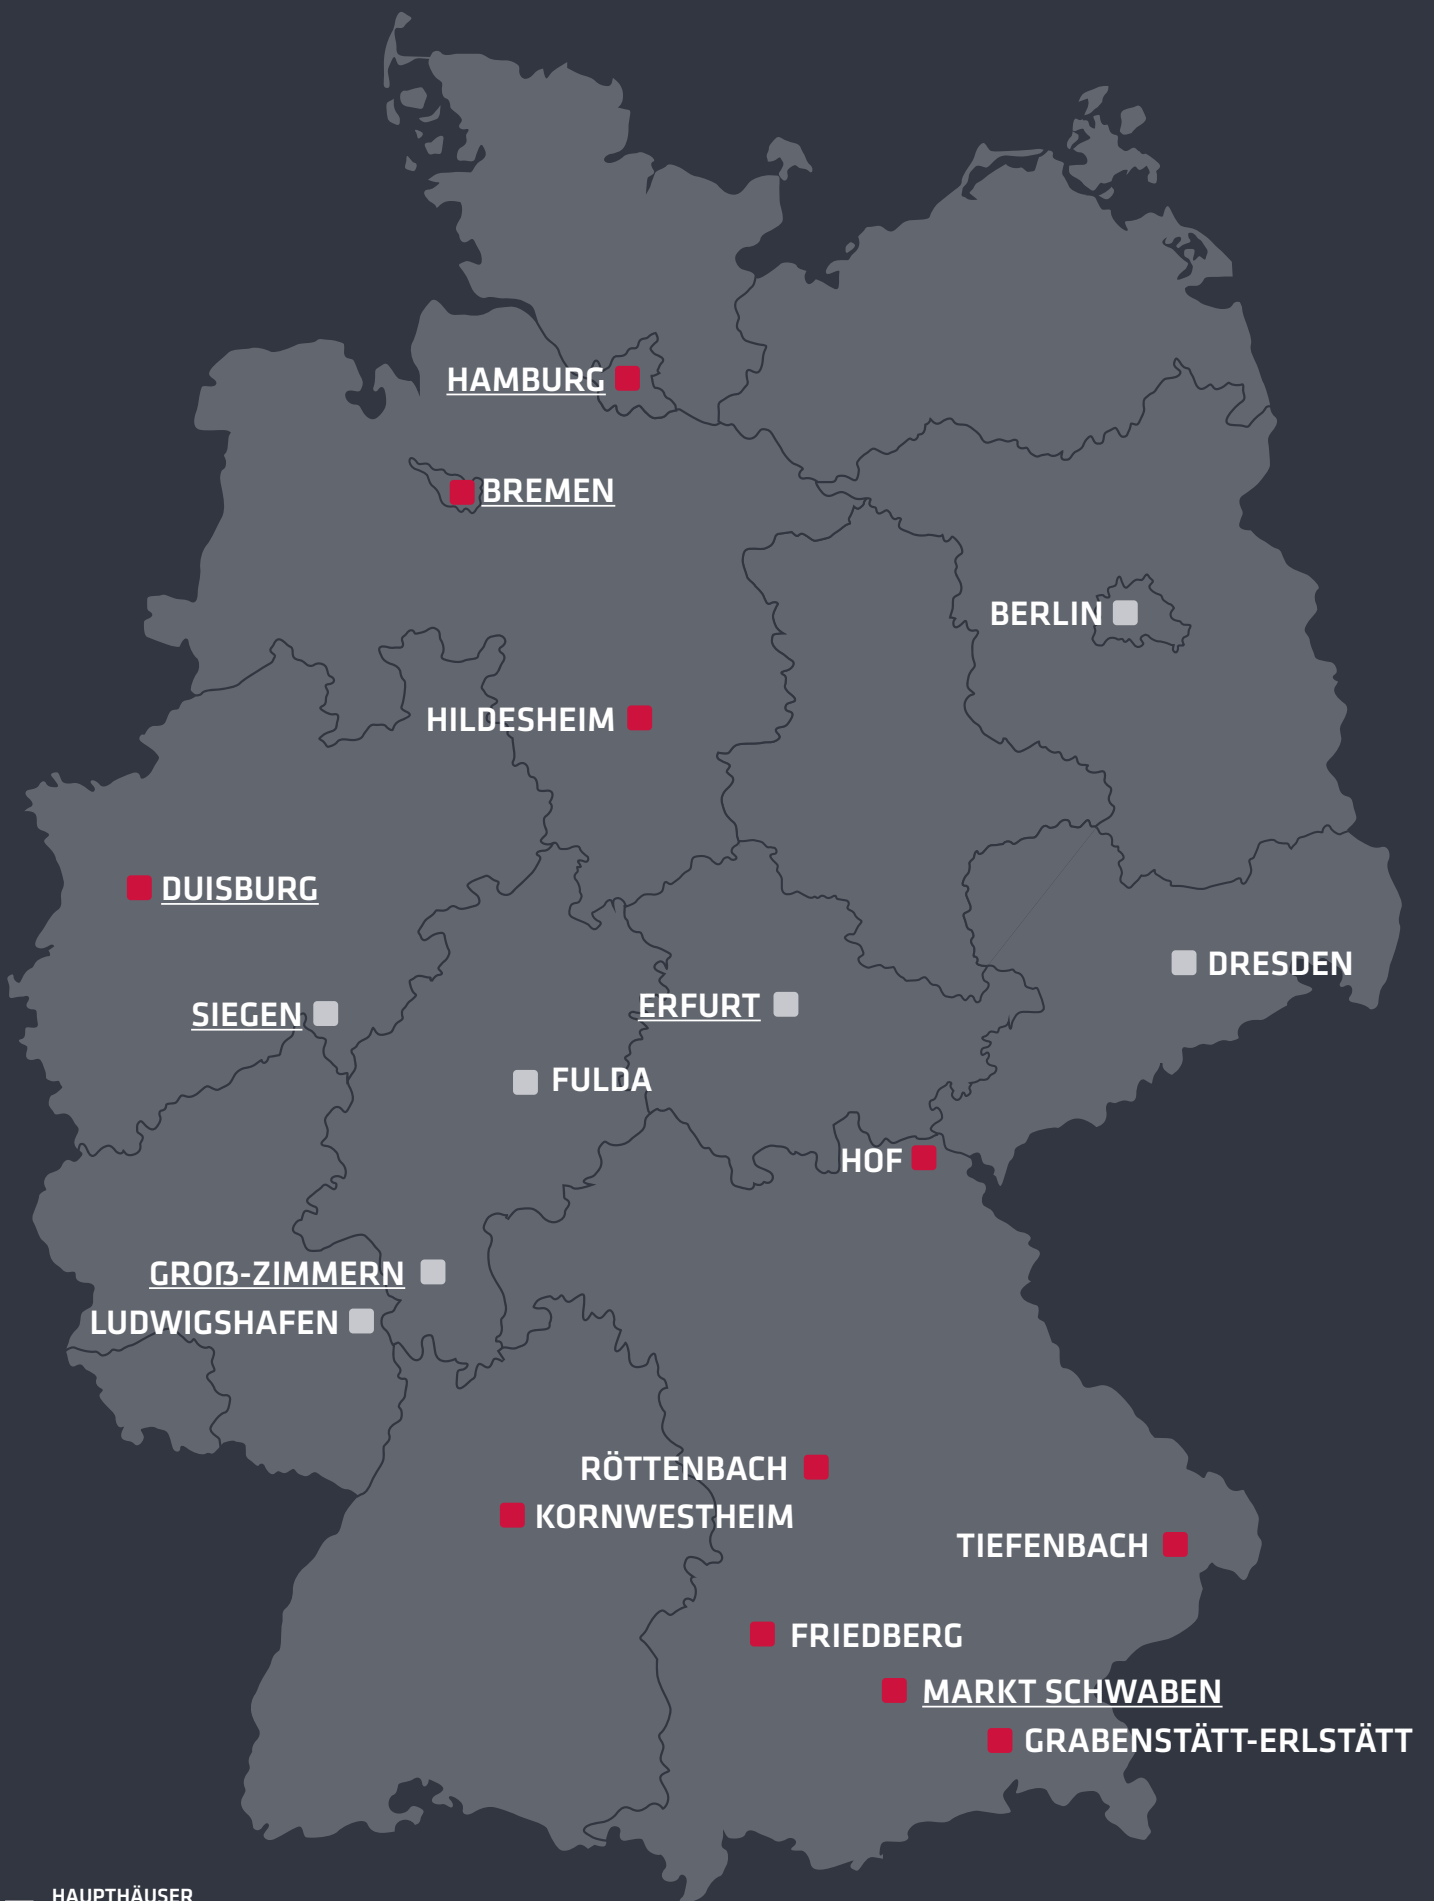 HAMBURG
BREMEN
BERLIN
HILDESHEIM
DUISBURG
DRESDEN
SIEGEN
ERFURT
FULDA
HOF
GROẞ-ZIMMERN
LUDWIGSHAFEN
RÖTTENBACH
KORNWESTHEIM
TIEFENBACH
FRIEDBERG
MARKT SCHWABEN
GRABENSTÄTT-ERLSTÄTT
HAUPTHÄUSER